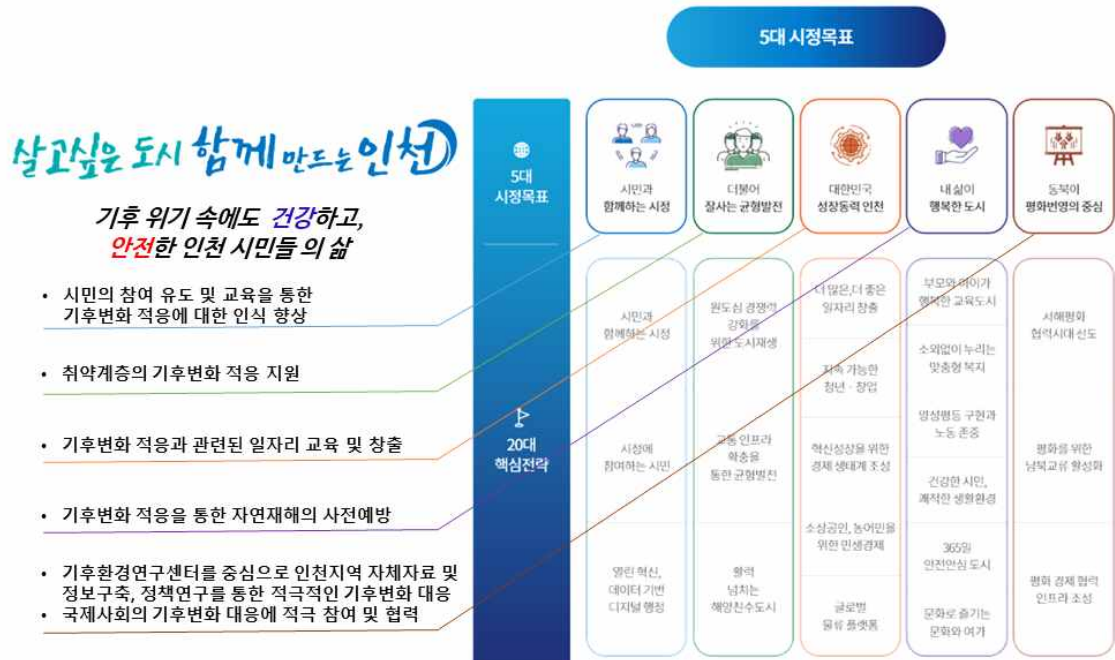 5대 시정목표
살고싶은 도시 함께 만드는 인천
기후 위기 속에도 건강하고,
안전한 인천 시민들 의 삶
• 시민의 참여 유도 및 교육을 통한
기후변화 적응에 대한 인식 향상
• 취약계층의 기후변화 적응 지원
• 기후변화 적응과 관련된 일자리 교육 및 창출
• 기후변화 적응을 통한 자연재해의 사전예방
• 기후환경연구센터를 중심으로 인천지역 자체자료 및
정보구축, 정책연구를 통한 적극적인 기후변화 대응
• 국제사회의 기후변화 대응에 적극 참여 및 협력
5대
시정목표
시민과
함께하는 시정
더불어
잘사는 균형발전
대한민국
성장동력 인천
내 삶이
행복한 도시
동북아
평화번영의 중심
20대
핵심전략
시민과
함께하는 시정
시정에
참여하는 시민
열린 혁신,
데이터 기반
디지털 행정
원도심 경쟁력
강화를
위한 도시재생
교통 인프라
확충을
통한 균형발전
활력
넘치는
해양친수도시
더 많은,더 좋은
일자리 창출
지속 가능한
청년 · 창업
혁신성장을 위한
경제 생태계 조성
소상공인, 농어민을
위한 민생경제
글로벌
물류 플랫폼
부모와 아이가
행복한 교육도시
소외없이 누리는
맞춤형 복지
양성평등 구현과
노동 존중
건강한 시민,
쾌적한 생활환경
365일
안전안심 도시
문화로 즐기는
문화와 여가
서해평화
협력시대 선도
평화를 위한
남북교류 활성화
평화 경제 협력
인프라 조성